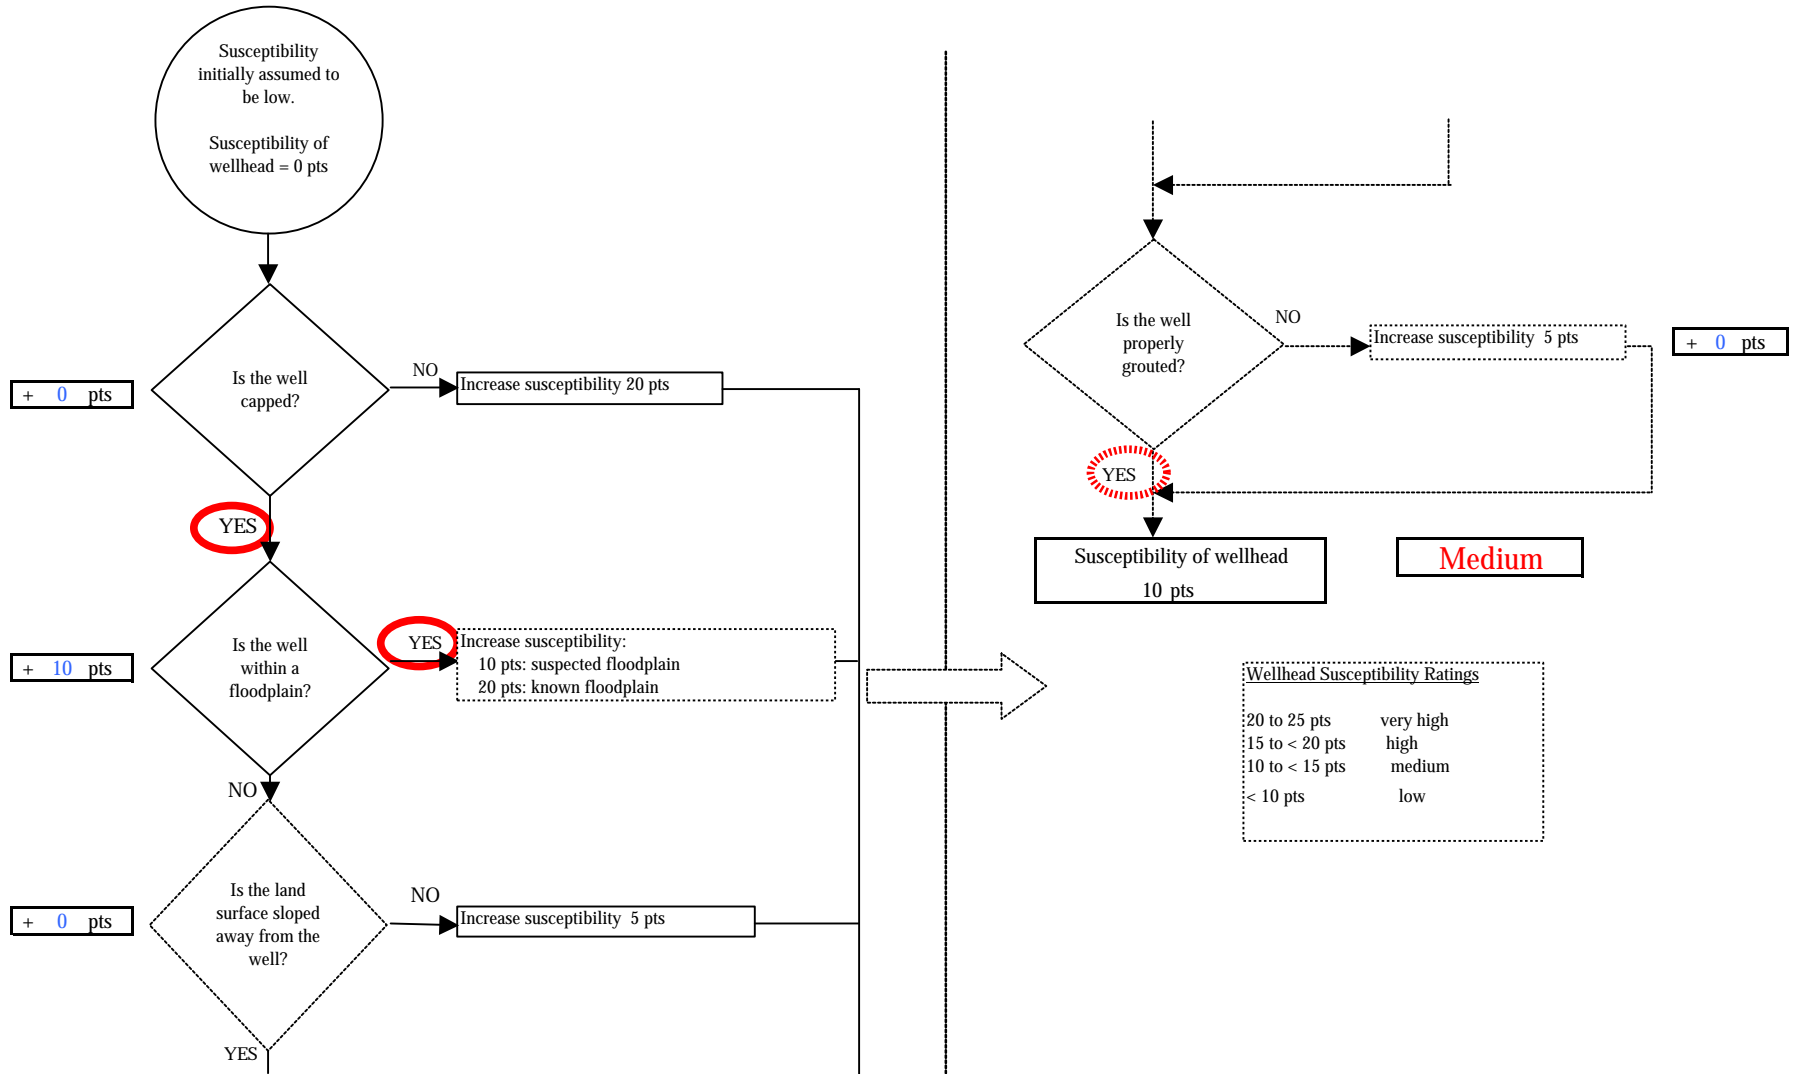 Susceptibility
initially assumed to
be low.
Susceptibility of
wellhead = 0 pts
+ 0 pts
Is the well
capped?
NO
Increase susceptibility 20 pts
YES
+ 10 pts
Is the well
within a
floodplain?
YES
Increase susceptibility:
10 pts: suspected floodplain
20 pts: known floodplain
NO
+ 0 pts
Is the land
surface sloped
away from the
well?
NO
Increase susceptibility 5 pts
YES
Is the well
properly
grouted?
NO
Increase susceptibility 5 pts
+ 0 pts
YES
Susceptibility of wellhead
10 pts
Medium
Wellhead Susceptibility Ratings
20 to 25 pts very high
15 to < 20 pts high
10 to < 15 pts medium
< 10 pts low